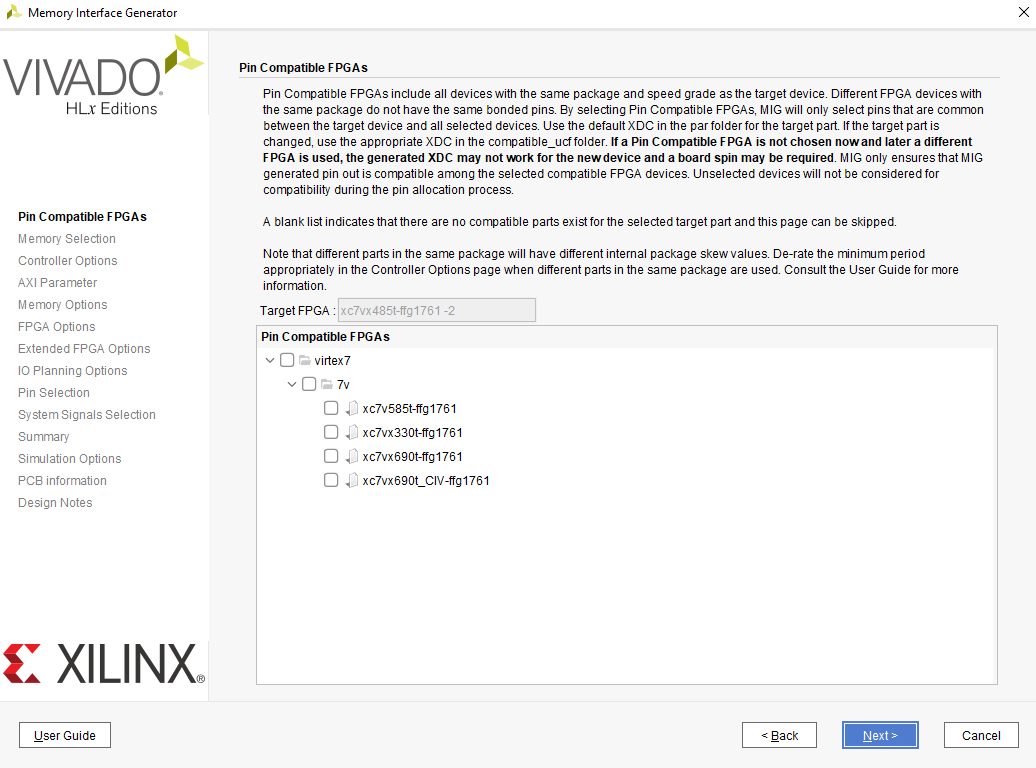 Memory Interface Generator
VIVADO.
HLx Editions
Pin Compatible FPGAs
Memory Selection
Controller Options
AXI Parameter
Memory Options
FPGA Options
Extended FPGA Options
IO Planning Options
Pin Selection
System Signals Selection
Summary
Simulation Options
PCB information
Design Notes
XILINX®
Pin Compatible FPGAs
Pin Compatible FPGAs include all devices with the same package and speed grade as the target device. Different FPGA devices with
the same package do not have the same bonded pins. By selecting Pin Compatible FPGAs, MIG will only select pins that are common
between the target device and all selected devices. Use the default XDC in the par folder for the target part. If the target part is
changed, use the appropriate XDC in the compatible_ucf folder. If a Pin Compatible FPGA is not chosen now and later a different
FPGA is used, the generated XDC may not work for the new device and a board spin may be required. MIG only ensures that MIG
generated pin out is compatible among the selected compatible FPGA devices. Unselected devices will not be considered for
compatibility during the pin allocation process.
A blank list indicates that there are no compatible parts exist for the selected target part and this page can be skipped.
Note that different parts in the same package will have different internal package skew values. De-rate the minimum period
appropriately in the Controller Options page when different parts in the same package are used. Consult the User Guide for more
information.
Target FPGA : xc7vx485t-ffg1761 -2
Pin Compatible FPGAs
virtex7
7v
xc7v585t-ffg1761
xc7vx330t-ffg1761
xc7vx690t-ffg1761
xc7vx690t_CIV-ffg1761
User Guide
< Back
Next >
Cancel